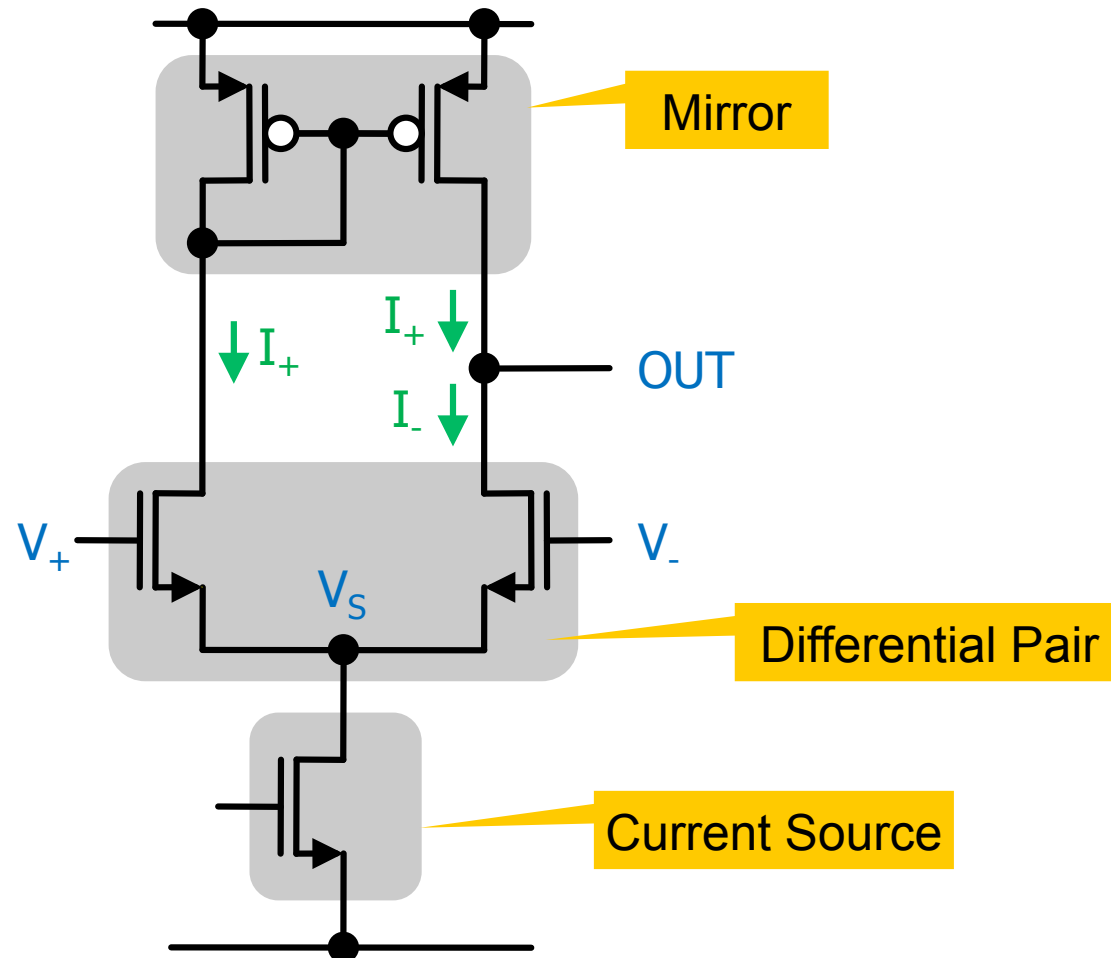 Mirror
I+
I+
OUT
I-
V+
V-
VS
Differential Pair
Current Source